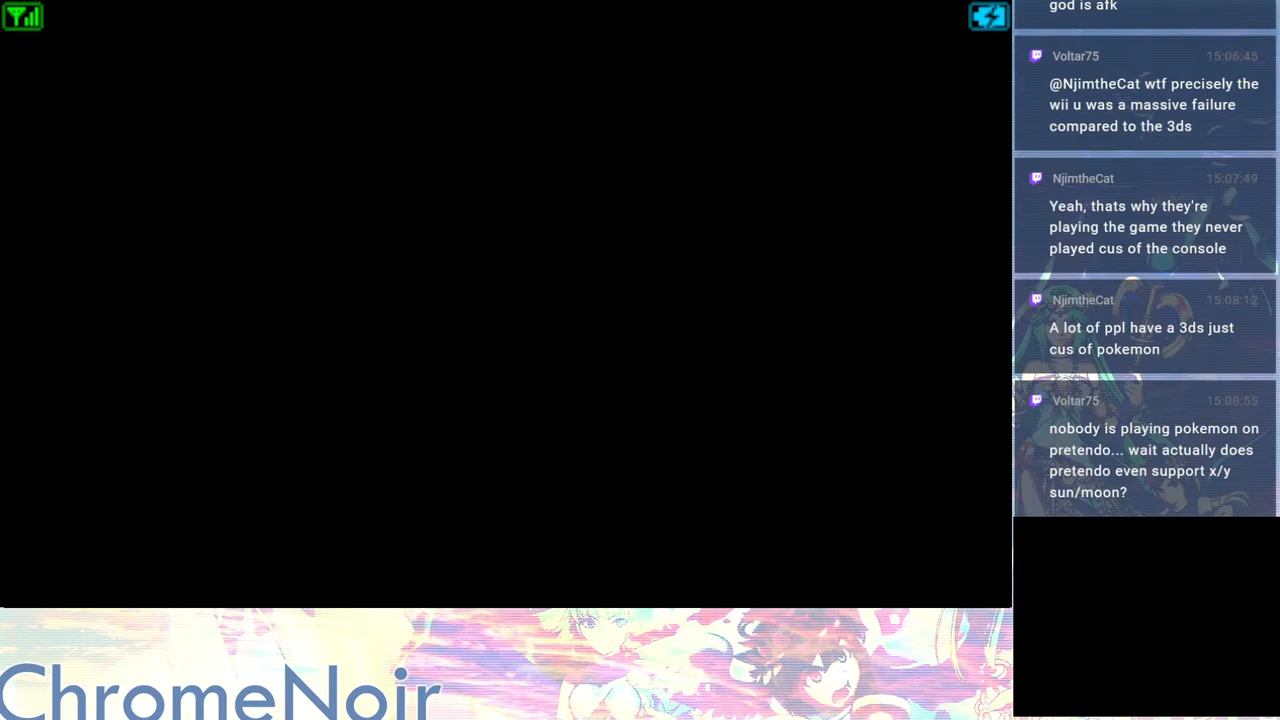 god is afk
Voltar75 15:06:45
@NjimtheCat wtf precisely the
wii u was a massive failure
compared to the 3ds
NjimtheCat 15:07:49
Yeah, thats why they're
playing the game they never
played cus of the console
NjimtheCat 15:08:12
A lot of ppl have a 3ds just
cus of pokemon
Voltar75 15:08:55
nobody is playing pokemon on
pretendo... wait actually does
pretendo even support x/y
sun/moon?
ChromeNoir